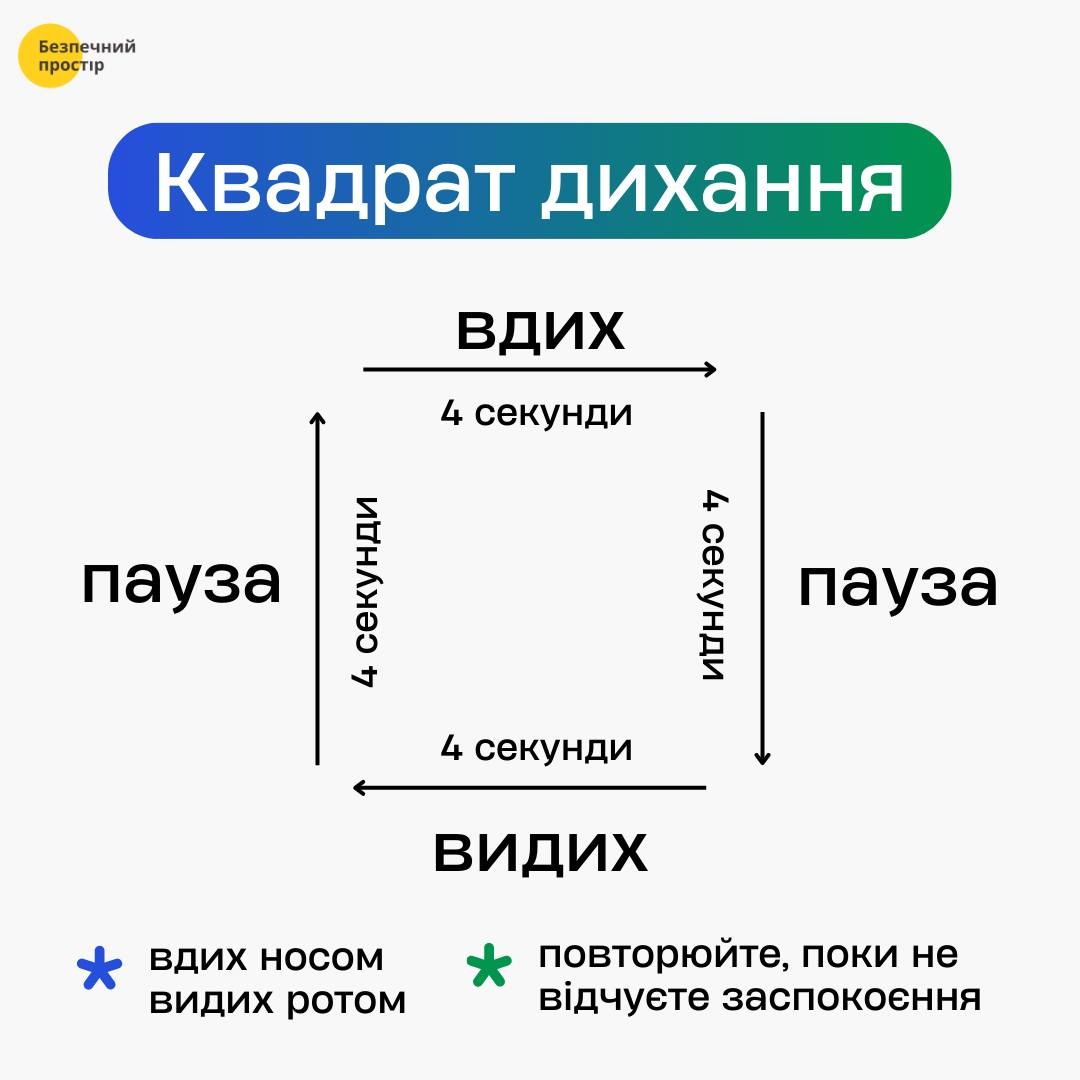 Безпечний
простір
Квадрат дихання
вдих
4 секунди
пауза
4 секунди
4 секунди
пауза
4 секунди
видих
вдих носом
видих ротом
повторюйте, поки не
відчуєте заспокоєння